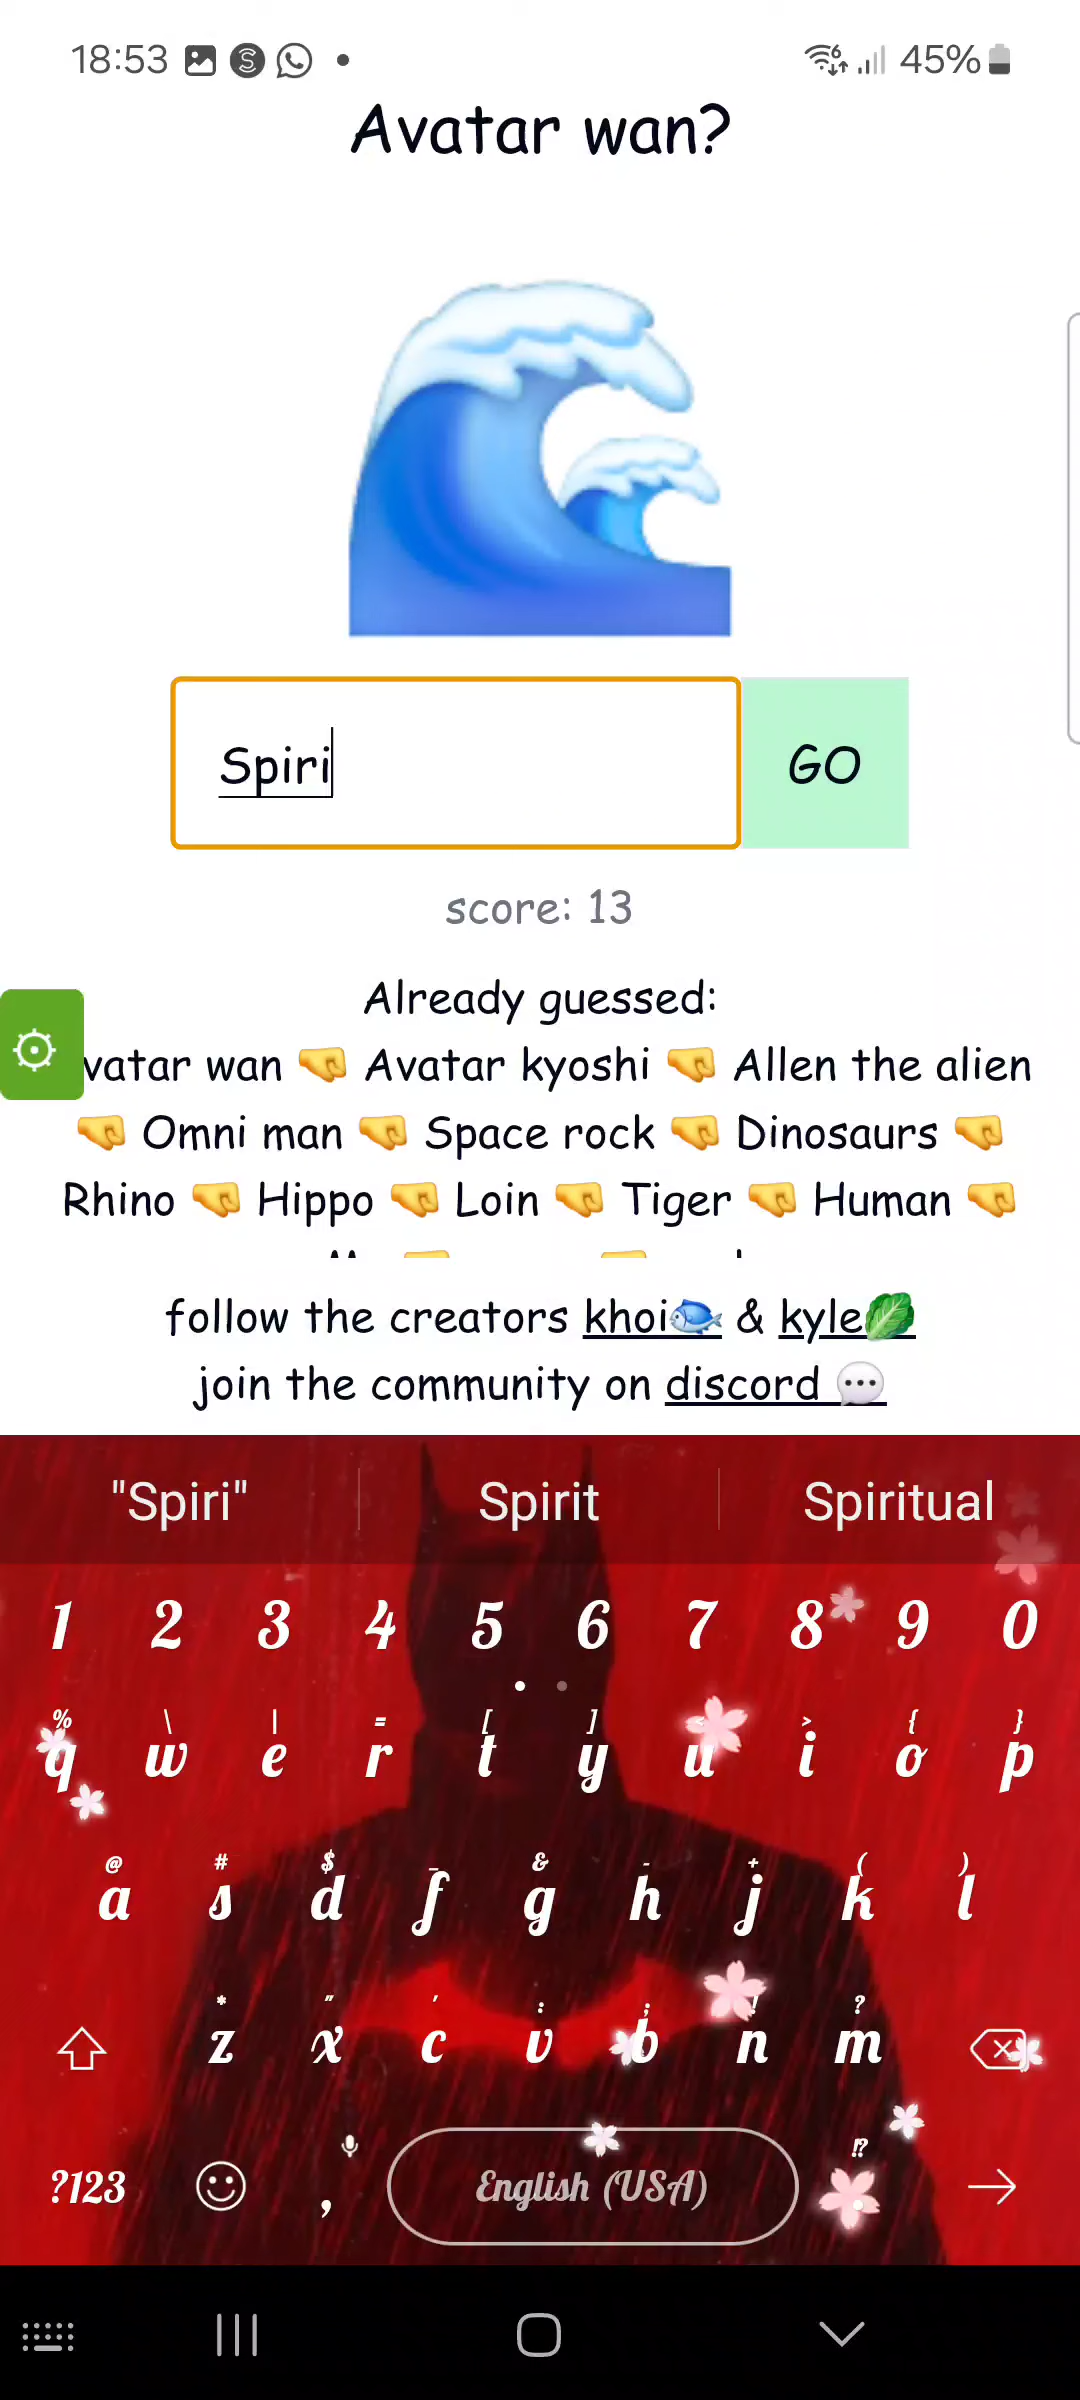 18:53 45%
Avatar wan?
Spiri
GO
score: 13
Already guessed:
vatar wan 🤜 Avatar kyoshi 🤜 Allen the alien
🤜 Omni man 🤜 Space rock 🤜 Dinosaurs 🤜
Rhino 🤜 Hippo 🤜 Loin 🤜 Tiger 🤜 Human 🤜
follow the creators khoi🐟 & kyle🥬
join the community on discord 💬
"Spiri" Spirit Spiritual
1 2 3 4 5 6 7 8 9 0
% \ | = [ ] < > { }
q w e r t y u i o p
@ # $ _ & - + ( )
a s d f g h j k l
* " ' : ; ! ?
z x c v b n m
?123 , English (USA) !?